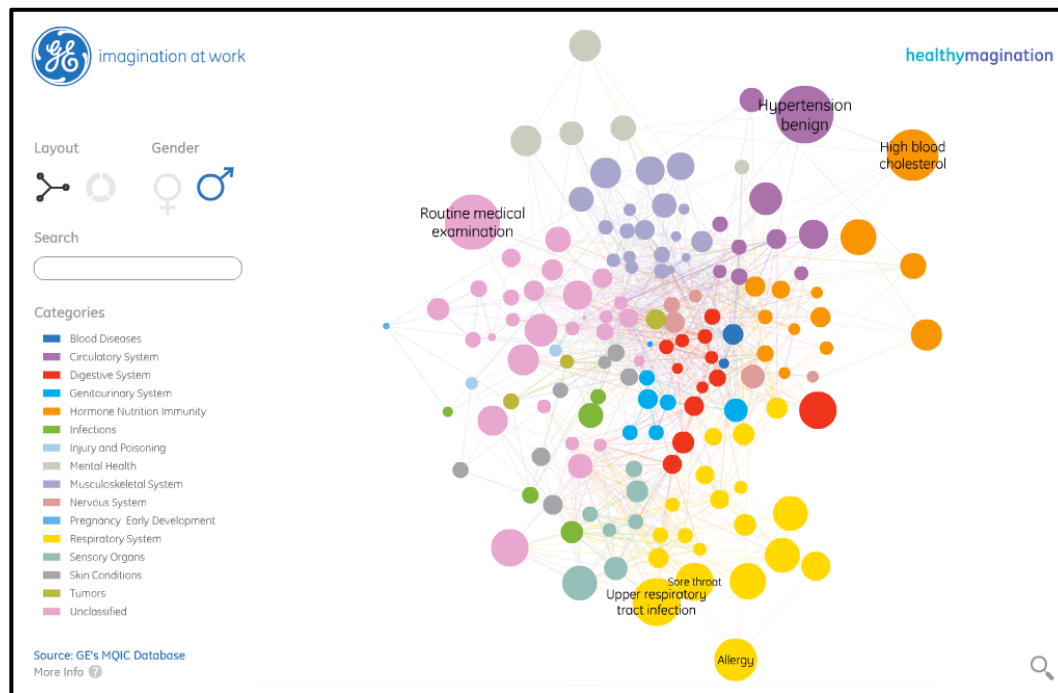 GE imagination at work
healthymagination
Layout Gender
Search
Categories
Blood Diseases
Circulatory System
Digestive System
Genitourinary System
Hormone Nutrition Immunity
Infections
Injury and Poisoning
Mental Health
Musculoskeletal System
Nervous System
Pregnancy Early Development
Respiratory System
Sensory Organs
Skin Conditions
Tumors
Unclassified
Source: GE's MQIC Database
More Info ?
Hypertension
benign
High blood
cholesterol
Routine medical
examination
Sore throat
Upper respiratory
tract infection
Allergy